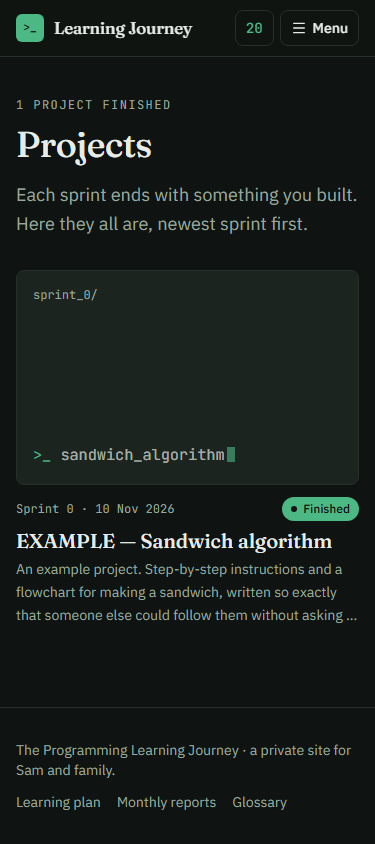 >_ Learning Journey 20 ☰ Menu
1 PROJECT FINISHED
Projects
Each sprint ends with something you built.
Here they all are, newest sprint first.
sprint_0/
>_ sandwich_algorithm
Sprint 0 · 10 Nov 2026 Finished
EXAMPLE — Sandwich algorithm
An example project. Step-by-step instructions and a
flowchart for making a sandwich, written so exactly
that someone else could follow them without asking ...
The Programming Learning Journey · a private site for
Sam and family.
Learning plan Monthly reports Glossary